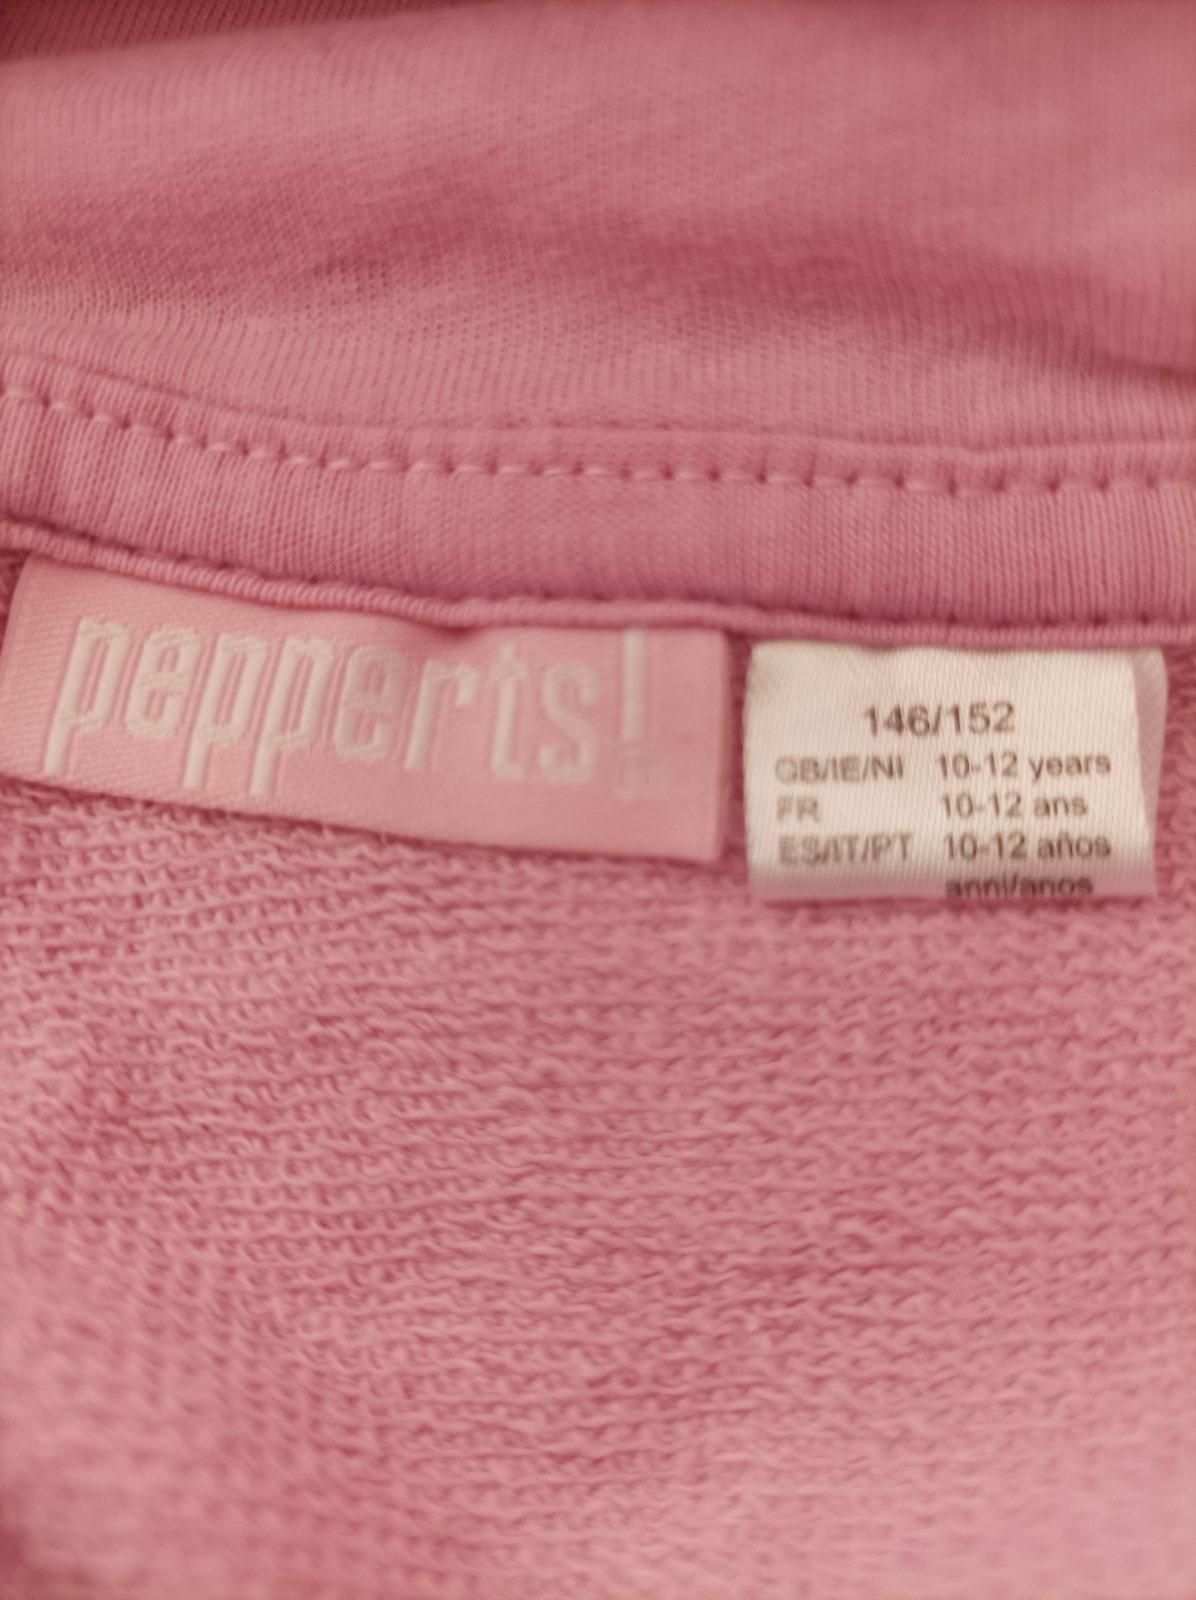 pepperts!
146/152
GB/IE/NI 10-12 years
FR 10-12 ans
ES/IT/PT 10-12 años
anni/anos